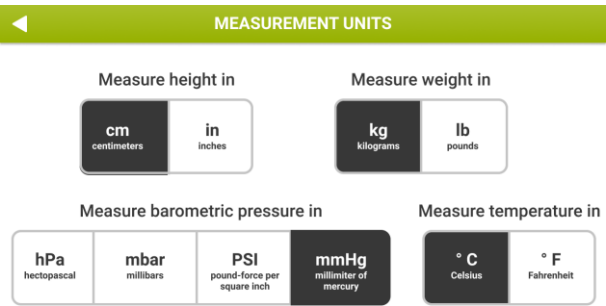 MEASUREMENT UNITS
Measure height in
Measure weight in
cm
centimeters
in
inches
kg
kilograms
lb
pounds
Measure barometric pressure in
Measure temperature in
hPa
hectopascal
mbar
millibars
PSI
pound-force per
square inch
mmHg
millimiter of
mercury
° C
Celsius
° F
Fahrenheit